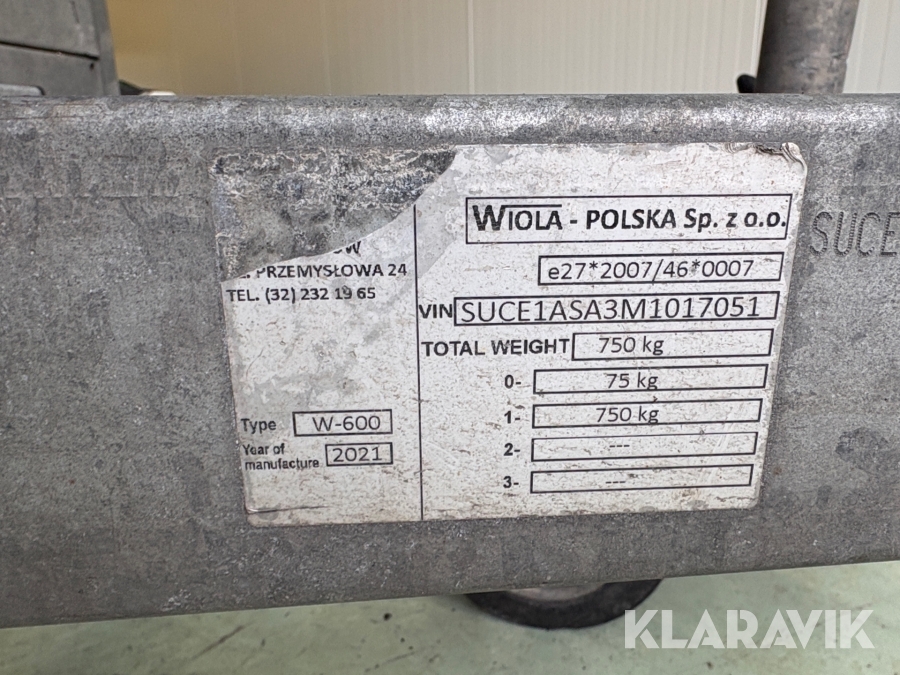 WIOLA - POLSKA Sp. z o.o.
PRZEMYSŁOWA 24
TEL. (32) 232 19 65
e27*2007/46*0007
VIN SUCE1ASA3M1017051
TOTAL WEIGHT 750 kg
0- 75 kg
1- 750 kg
2- ---
3- ---
Type W-600
Year of
manufacture 2021
SUCE
KLARAVIK